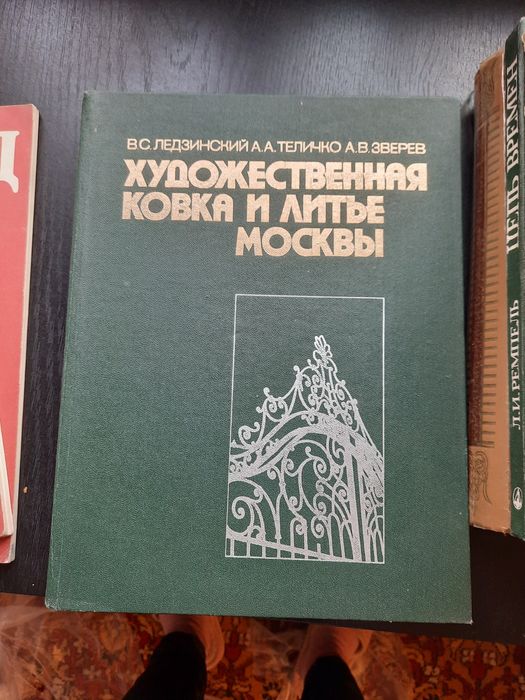 В.С. ЛЕДЗИНСКИЙ А.А. ТЕЛИЧКО А.В. ЗВЕРЕВ
ХУДОЖЕСТВЕННАЯ
КОВКА И ЛИТЬЕ
МОСКВЫ
Л.И. РЕМПЕЛЬ ЦЕПЬ ВРЕМЕН